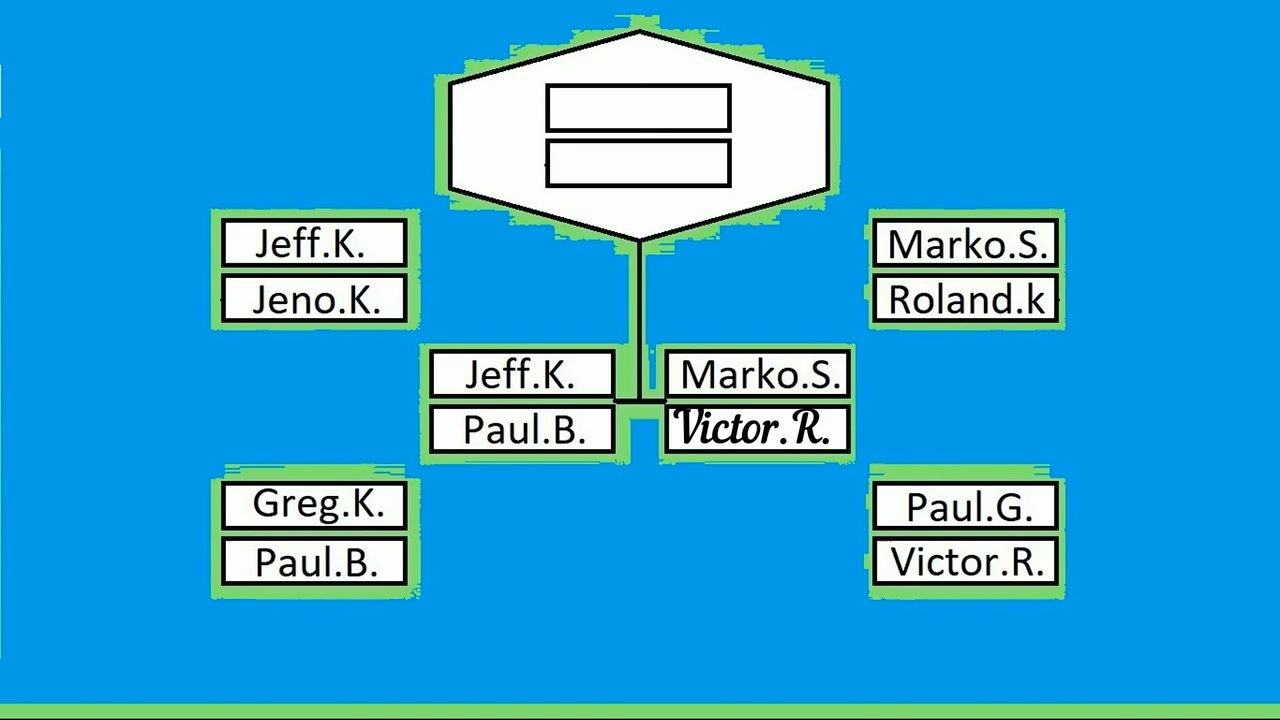 Jeff.K.
Jeno.K.
Marko.S.
Roland.k
Jeff.K.
Paul.B.
Marko.S.
Victor.R.
Greg.K.
Paul.B.
Paul.G.
Victor.R.